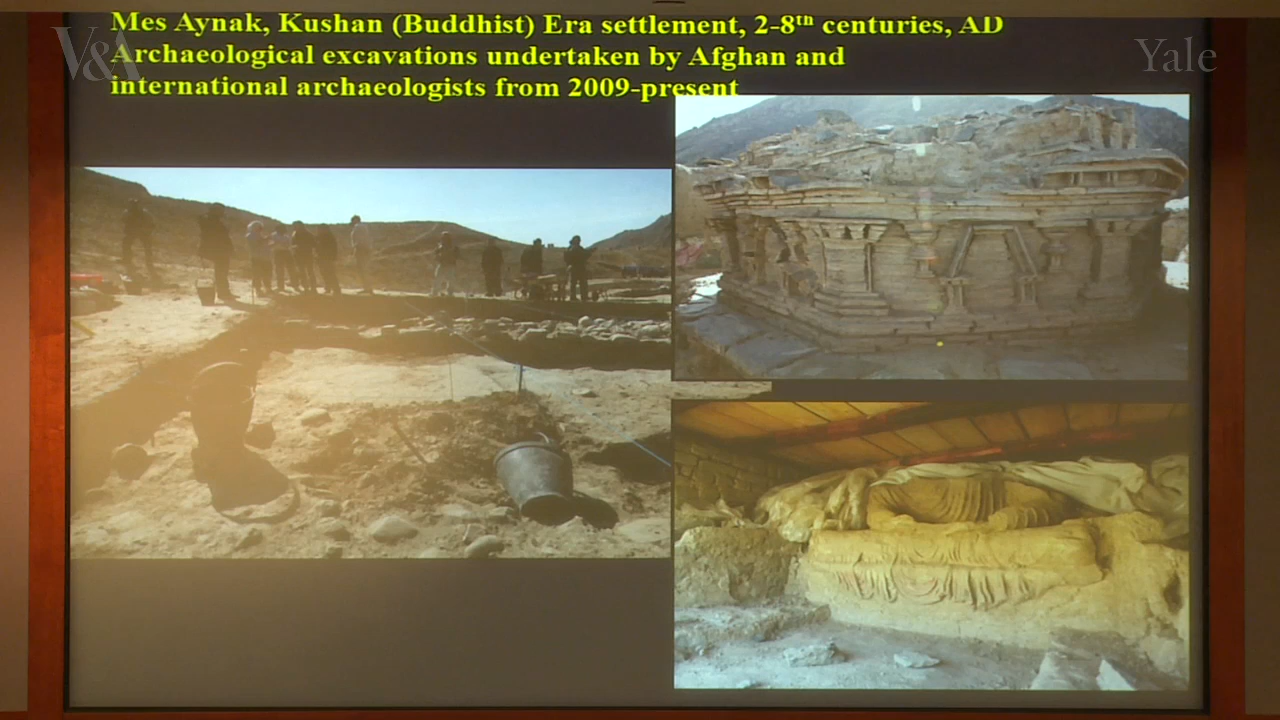 Mes Aynak, Kushan (Buddhist) Era settlement, 2-8th centuries, AD
Archaeological excavations undertaken by Afghan and
international archaeologists from 2009-present
V&A
Yale